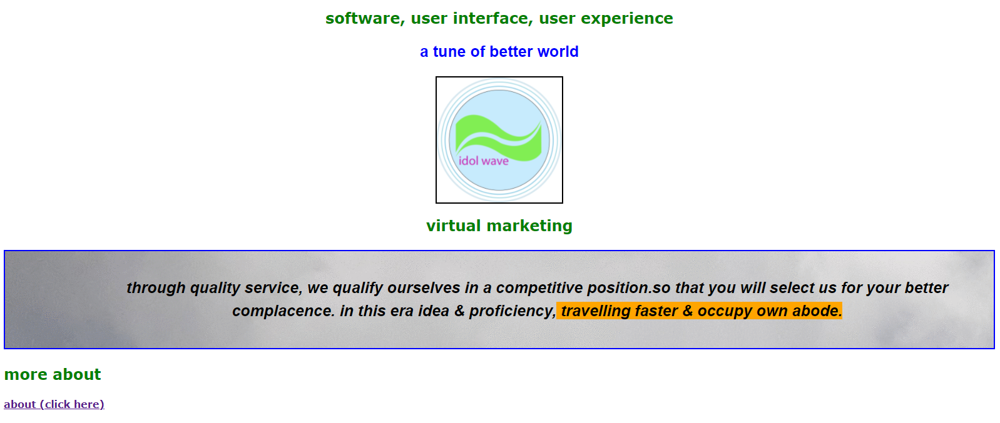 software, user interface, user experience
a tune of better world
idol wave
virtual marketing
through quality service, we qualify ourselves in a competitive position.so that you will select us for your better
complacence. in this era idea & proficiency, travelling faster & occupy own abode.
more about
about (click here)